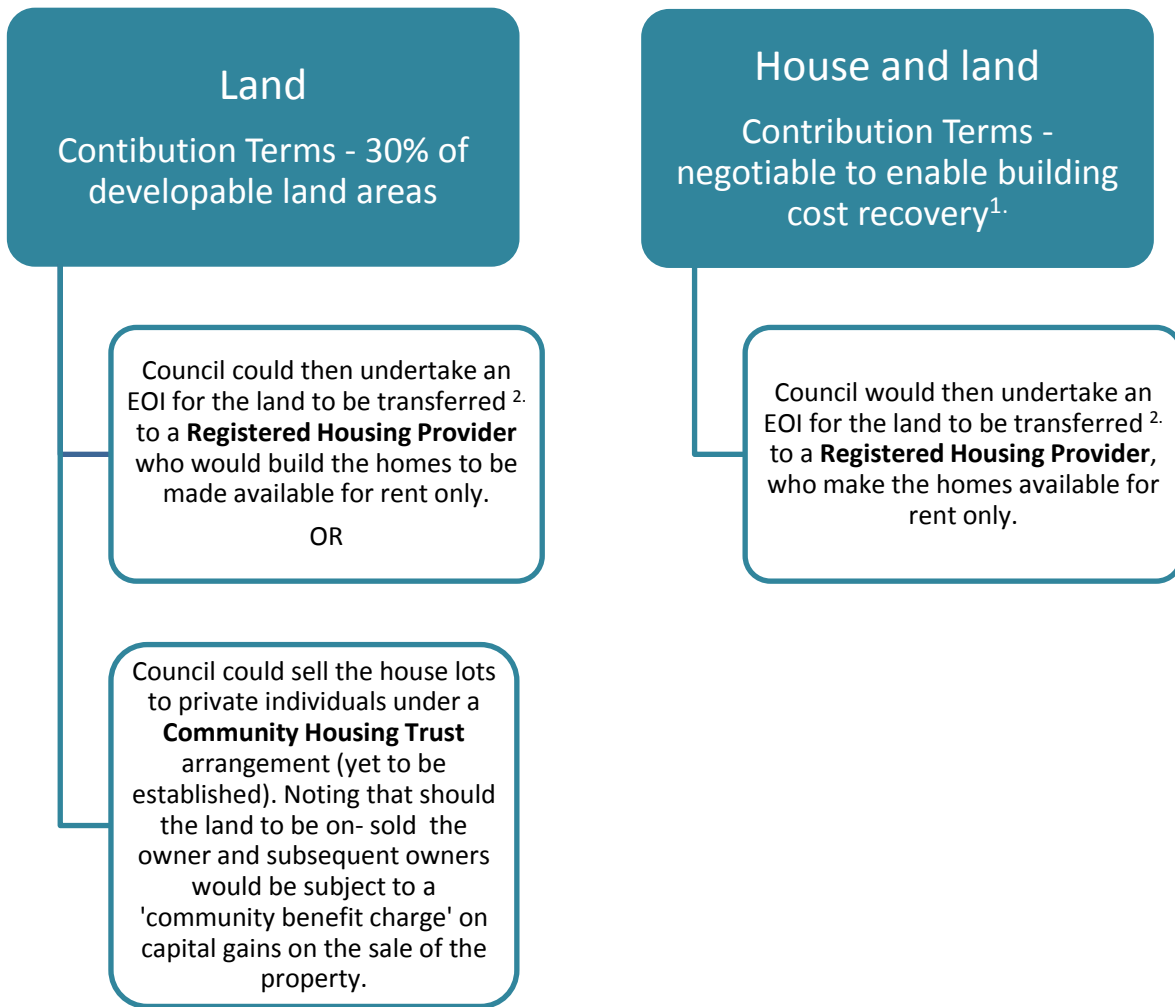 Land
Contibution Terms - 30% of
developable land areas
Council could then undertake an
EOI for the land to be transferred 2.
to a Registered Housing Provider
who would build the homes to be
made available for rent only.
OR
Council could sell the house lots
to private individuals under a
Community Housing Trust
arrangement (yet to be
established). Noting that should
the land to be on- sold the
owner and subsequent owners
would be subject to a
'community benefit charge' on
capital gains on the sale of the
property.
House and land
Contribution Terms -
negotiable to enable building
cost recovery1.
Council would then undertake an
EOI for the land to be transferred 2.
to a Registered Housing Provider,
who make the homes available for
rent only.